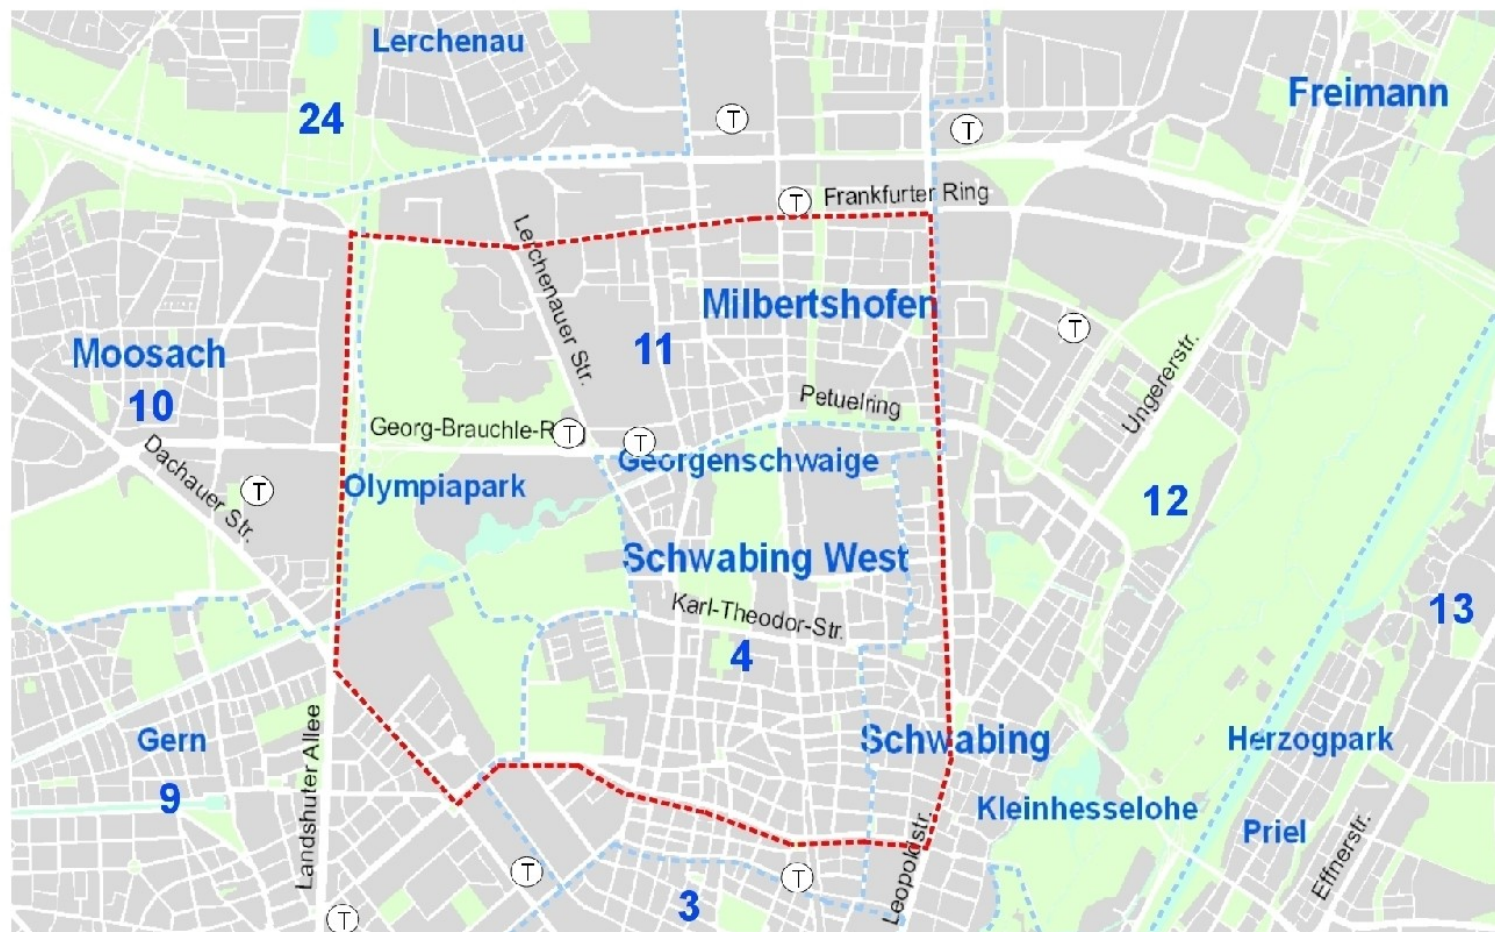 Lerchenau
Freimann
24
T
T
T
Frankfurter Ring
Lerchenauer Str.
Milbertshofen
T
Moosach
11
10
Ungererstr.
Petuelring
Georg-Brauchle-R
T
T
Dachauer Str.
Georgenschwaige
T
Olympiapark
12
Schwabing West
Karl-Theodor-Str.
13
4
Gern
Schwabing
Herzogpark
Landshuter Allee
9
Kleinhesselohe
Priel
Leopoldstr.
Effnerstr.
T
T
3
T